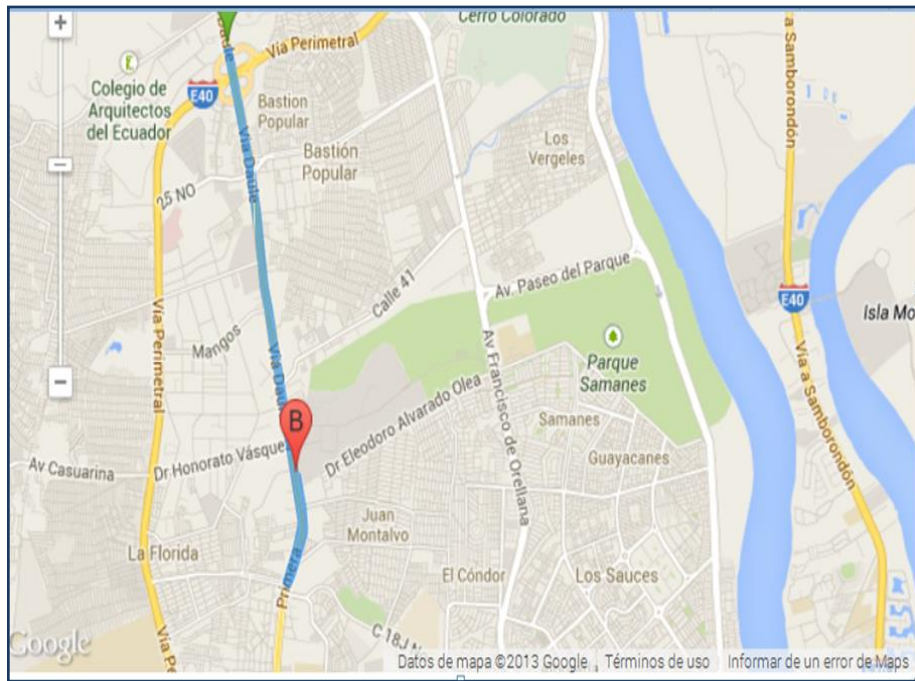 Cerro Colorado
a Samborondón
Daule
Vía Perimetral
Colegio de
Arquitectos
del Ecuador
E40
Bastion
Popular
Los
Vergeles
Bastión
Popular
Vía Daule
25 NO
Calle 41
Av. Paseo del Parque
E40
Isla Mo
Vía Perimetral
Mangos
Vía Daule
Av Francisco de Orellana
Parque
Samanes
Vía a Samborondón
B
Dr Eleodoro Alvarado Olea
Samanes
Dr Honorato Vásquez
Av Casuarina
Guayacanes
Juan
Montalvo
La Florida
Primera
El Cóndor
Los Sauces
C 18J N
Vía Pe
Google
Datos de mapa ©2013 Google
Términos de uso
Informar de un error de Maps